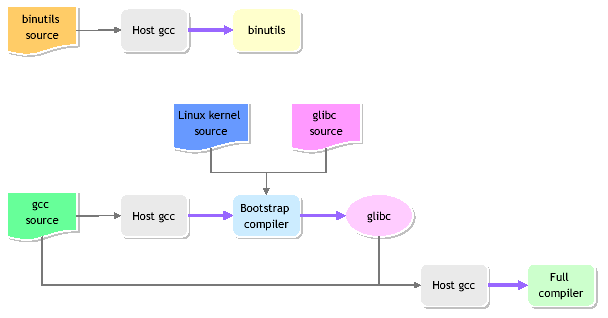 binutils
source
Host gcc
binutils
Linux kernel
source
glibc
source
gcc
source
Host gcc
Bootstrap
compiler
glibc
Host gcc
Full
compiler